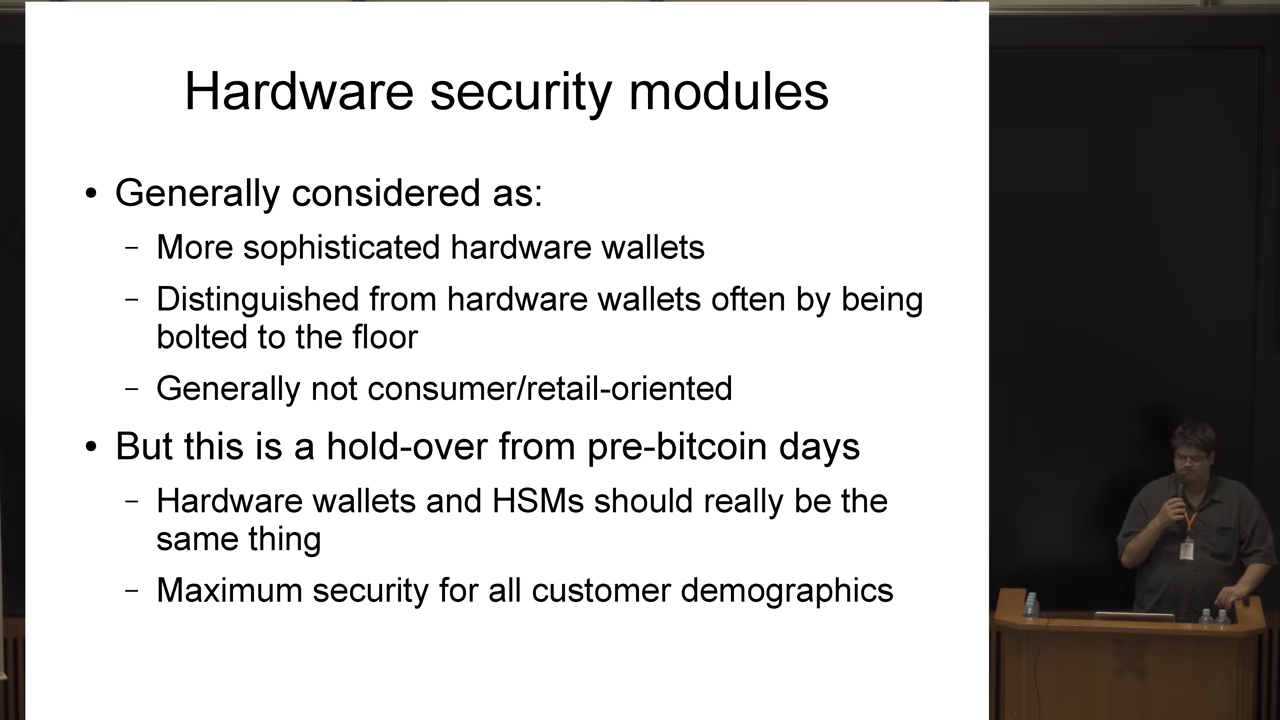 Hardware security modules
• Generally considered as:
– More sophisticated hardware wallets
– Distinguished from hardware wallets often by being
bolted to the floor
– Generally not consumer/retail-oriented
• But this is a hold-over from pre-bitcoin days
– Hardware wallets and HSMs should really be the
same thing
– Maximum security for all customer demographics